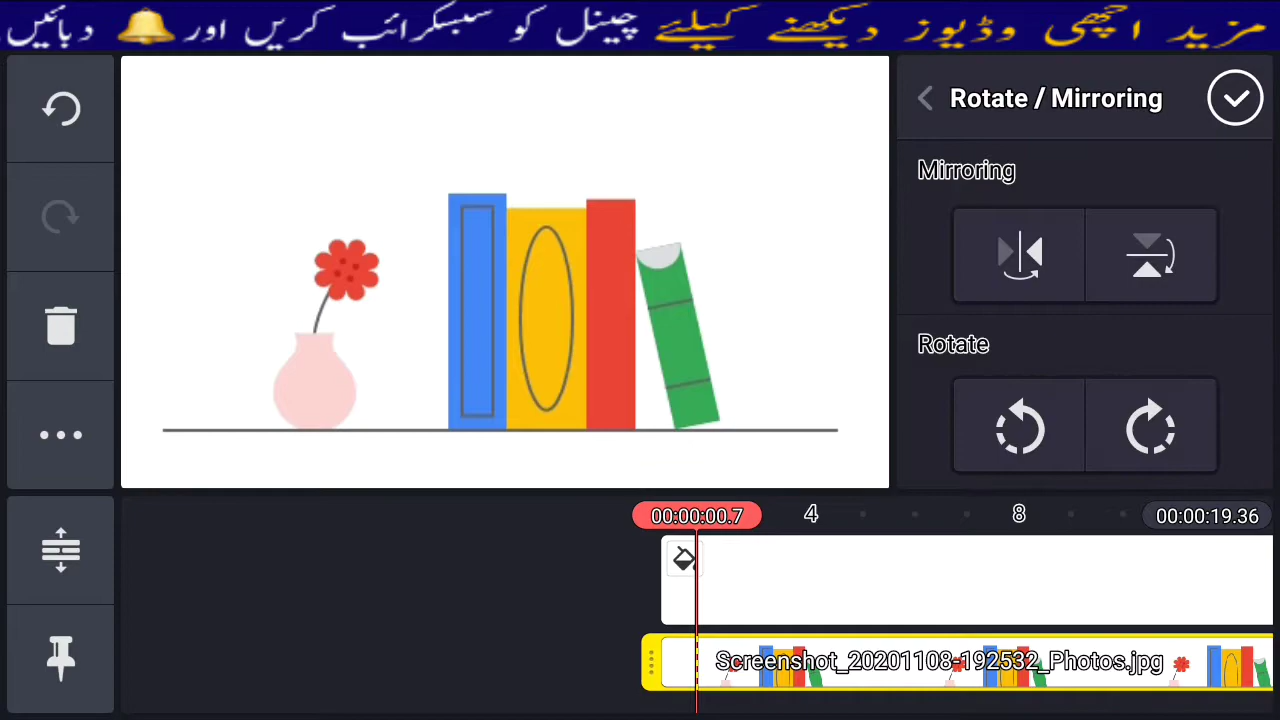 مزید اچھی وڈیوز دیکھنے کیلئے چینل کو سبسکرائب کریں اور 🔔 دبائیں
Rotate / Mirroring
Mirroring
Rotate
00:00:00.7
4
8
00:00:19.36
Screenshot_20201108-192532_Photos.jpg